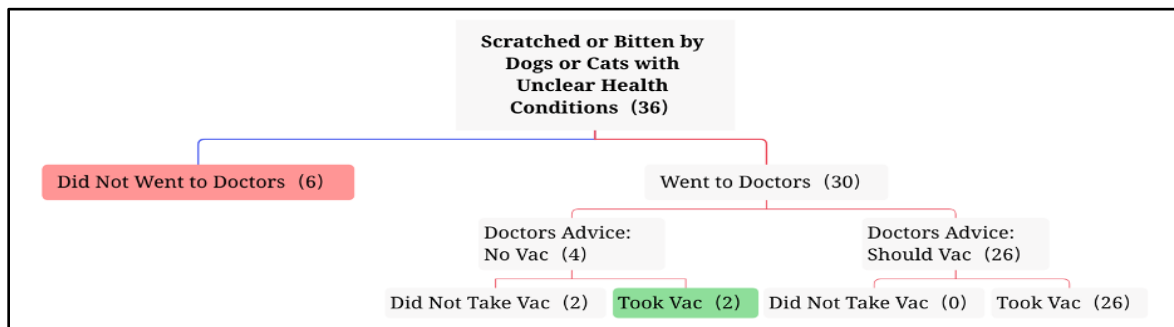 Scratched or Bitten by
Dogs or Cats with
Unclear Health
Conditions（36）
Did Not Went to Doctors（6）
Went to Doctors（30）
Doctors Advice:
No Vac（4）
Doctors Advice:
Should Vac（26）
Did Not Take Vac（2）
Took Vac（2）
Did Not Take Vac（0）
Took Vac（26）